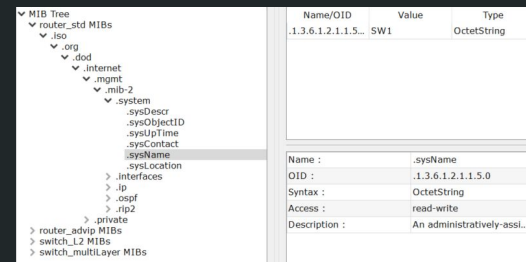 MIB Tree
router_std MIBs
.iso
.org
.dod
.internet
.mgmt
.mib-2
.system
.sysDescr
.sysObjectID
.sysUpTime
.sysContact
.sysName
.sysLocation
.interfaces
.ip
.ospf
.rip2
.private
router_advip MIBs
switch_L2 MIBs
switch_multiLayer MIBs
Name/OID Value Type
.1.3.6.1.2.1.1.5... SW1 OctetString
Name : .sysName
OID : .1.3.6.1.2.1.1.5.0
Syntax : OctetString
Access : read-write
Description : An administratively-assi...